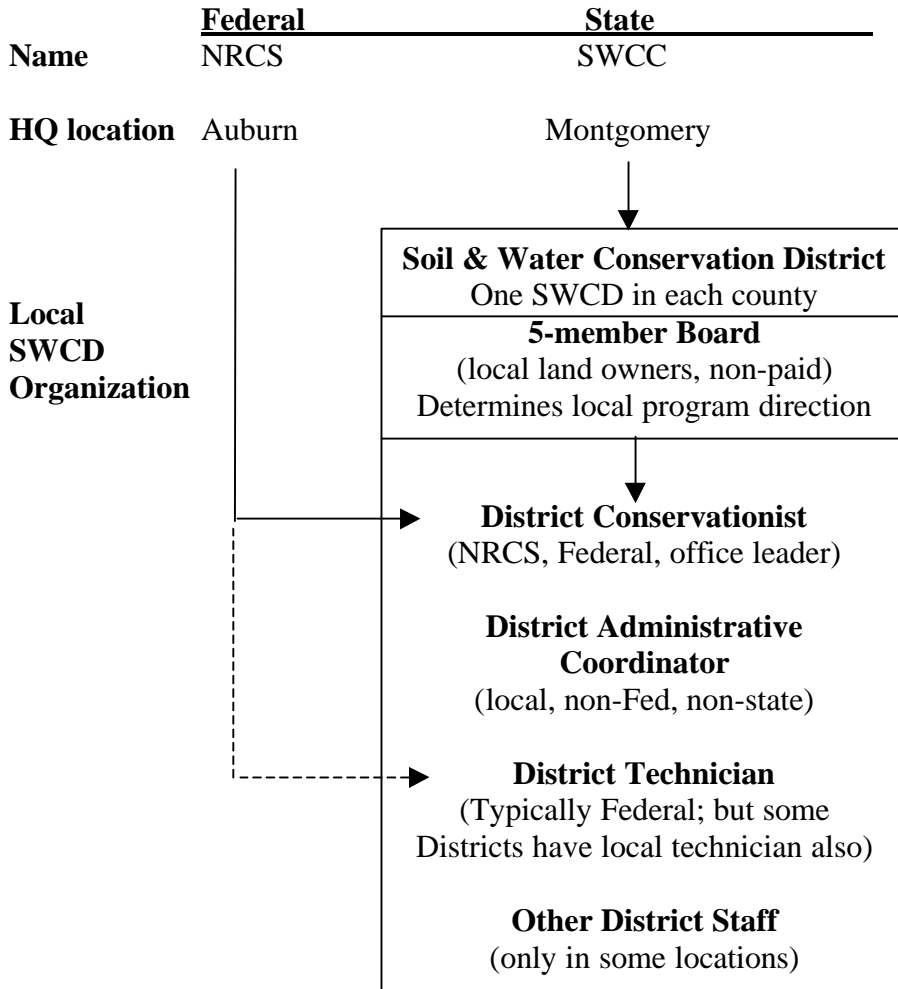 Federal State
Name NRCS SWCC
HQ location Auburn Montgomery
Soil & Water Conservation District
One SWCD in each county
Local
SWCD
Organization
5-member Board
(local land owners, non-paid)
Determines local program direction
District Conservationist
(NRCS, Federal, office leader)
District Administrative
Coordinator
(local, non-Fed, non-state)
District Technician
(Typically Federal; but some
Districts have local technician also)
Other District Staff
(only in some locations)